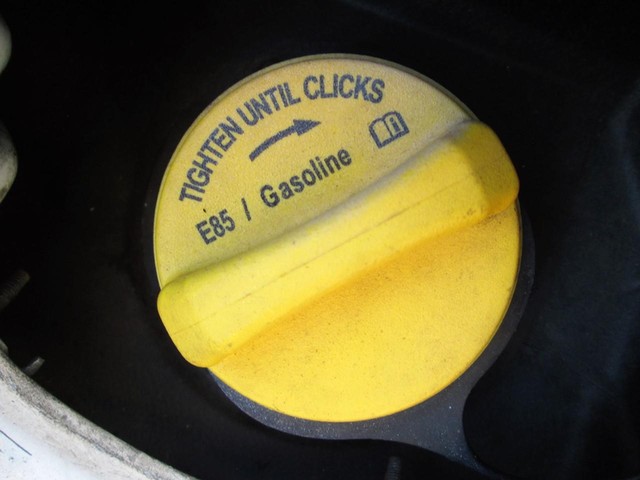 TIGHTEN UNTIL CLICKS
E85 / Gasoline